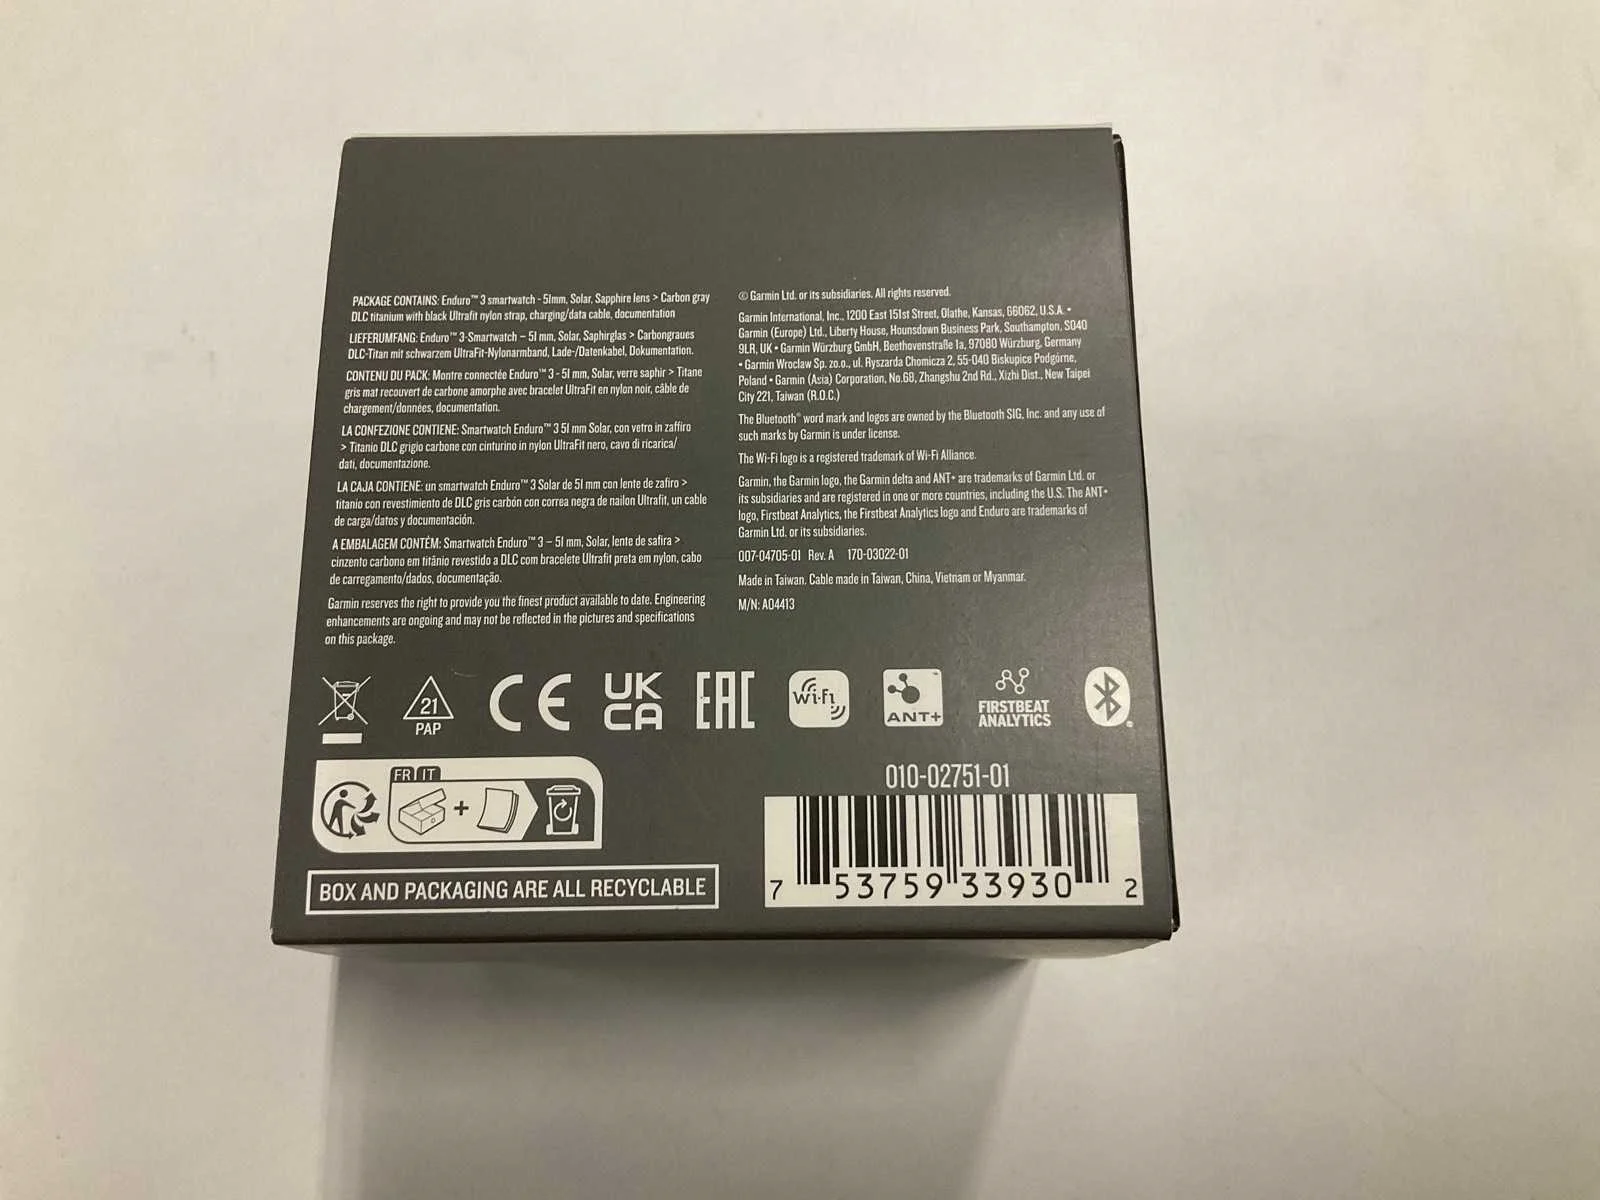 PACKAGE CONTAINS: Enduro™ 3 smartwatch - 51mm, Solar, Sapphire lens > Carbon gray
DLC titanium with black Ultrafit nylon strap, charging/data cable, documentation
LIEFERUMFANG: Enduro™ 3-Smartwatch – 51 mm, Solar, Saphirglas > Carbongraues
DLC-Titan mit schwarzem UltraFit-Nylonarmband, Lade-/Datenkabel, Dokumentation.
CONTENU DU PACK: Montre connectée Enduro™ 3 - 51 mm, Solar, verre saphir > Titane
gris mat recouvert de carbone amorphe avec bracelet UltraFit en nylon noir, câble de
chargement/données, documentation.
LA CONFEZIONE CONTIENE: Smartwatch Enduro™ 3 51 mm Solar, con vetro in zaffiro
> Titanio DLC grigio carbone con cinturino in nylon UltraFit nero, cavo di ricarica/
dati, documentazione.
LA CAJA CONTIENE: un smartwatch Enduro™ 3 Solar de 51 mm con lente de zafiro >
titanio con revestimiento de DLC gris carbón con correa negra de nailon Ultrafit, un cable
de carga/datos y documentación.
A EMBALAGEM CONTÉM: Smartwatch Enduro™ 3 – 51 mm, Solar, lente de safira >
cinzento carbono em titânio revestido a DLC com bracelete Ultrafit preta em nylon, cabo
de carregamento/dados, documentação.
Garmin reserves the right to provide you the finest product available to date. Engineering
enhancements are ongoing and may not be reflected in the pictures and specifications
on this package.
© Garmin Ltd. or its subsidiaries. All rights reserved.
Garmin International, Inc., 1200 East 151st Street, Olathe, Kansas, 66062, U.S.A. •
Garmin (Europe) Ltd., Liberty House, Hounsdown Business Park, Southampton, SO40
9LR, UK • Garmin Würzburg GmbH, Beethovenstraße 1a, 97080 Würzburg, Germany
• Garmin Wroclaw Sp. zo.o., ul. Ryszarda Chomicza 2, 55-040 Biskupice Podgórne,
Poland • Garmin (Asia) Corporation, No.68, Zhangshu 2nd Rd., Xizhi Dist., New Taipei
City 221, Taiwan (R.O.C.)
The Bluetooth® word mark and logos are owned by the Bluetooth SIG, Inc. and any use of
such marks by Garmin is under license.
The Wi-Fi logo is a registered trademark of Wi-Fi Alliance.
Garmin, the Garmin logo, the Garmin delta and ANT+ are trademarks of Garmin Ltd. or
its subsidiaries and are registered in one or more countries, including the U.S. The ANT+
logo, Firstbeat Analytics, the Firstbeat Analytics logo and Enduro are trademarks of
Garmin Ltd. or its subsidiaries.
007-04705-01 Rev. A 170-03022-01
Made in Taiwan. Cable made in Taiwan, China, Vietnam or Myanmar.
M/N: A04413
21
PAP
CE
UK
CA
EAC
Wi-Fi
ANT+
FIRSTBEAT
ANALYTICS
FR IT
+
BOX AND PACKAGING ARE ALL RECYCLABLE
010-02751-01
7 53759 33930 2